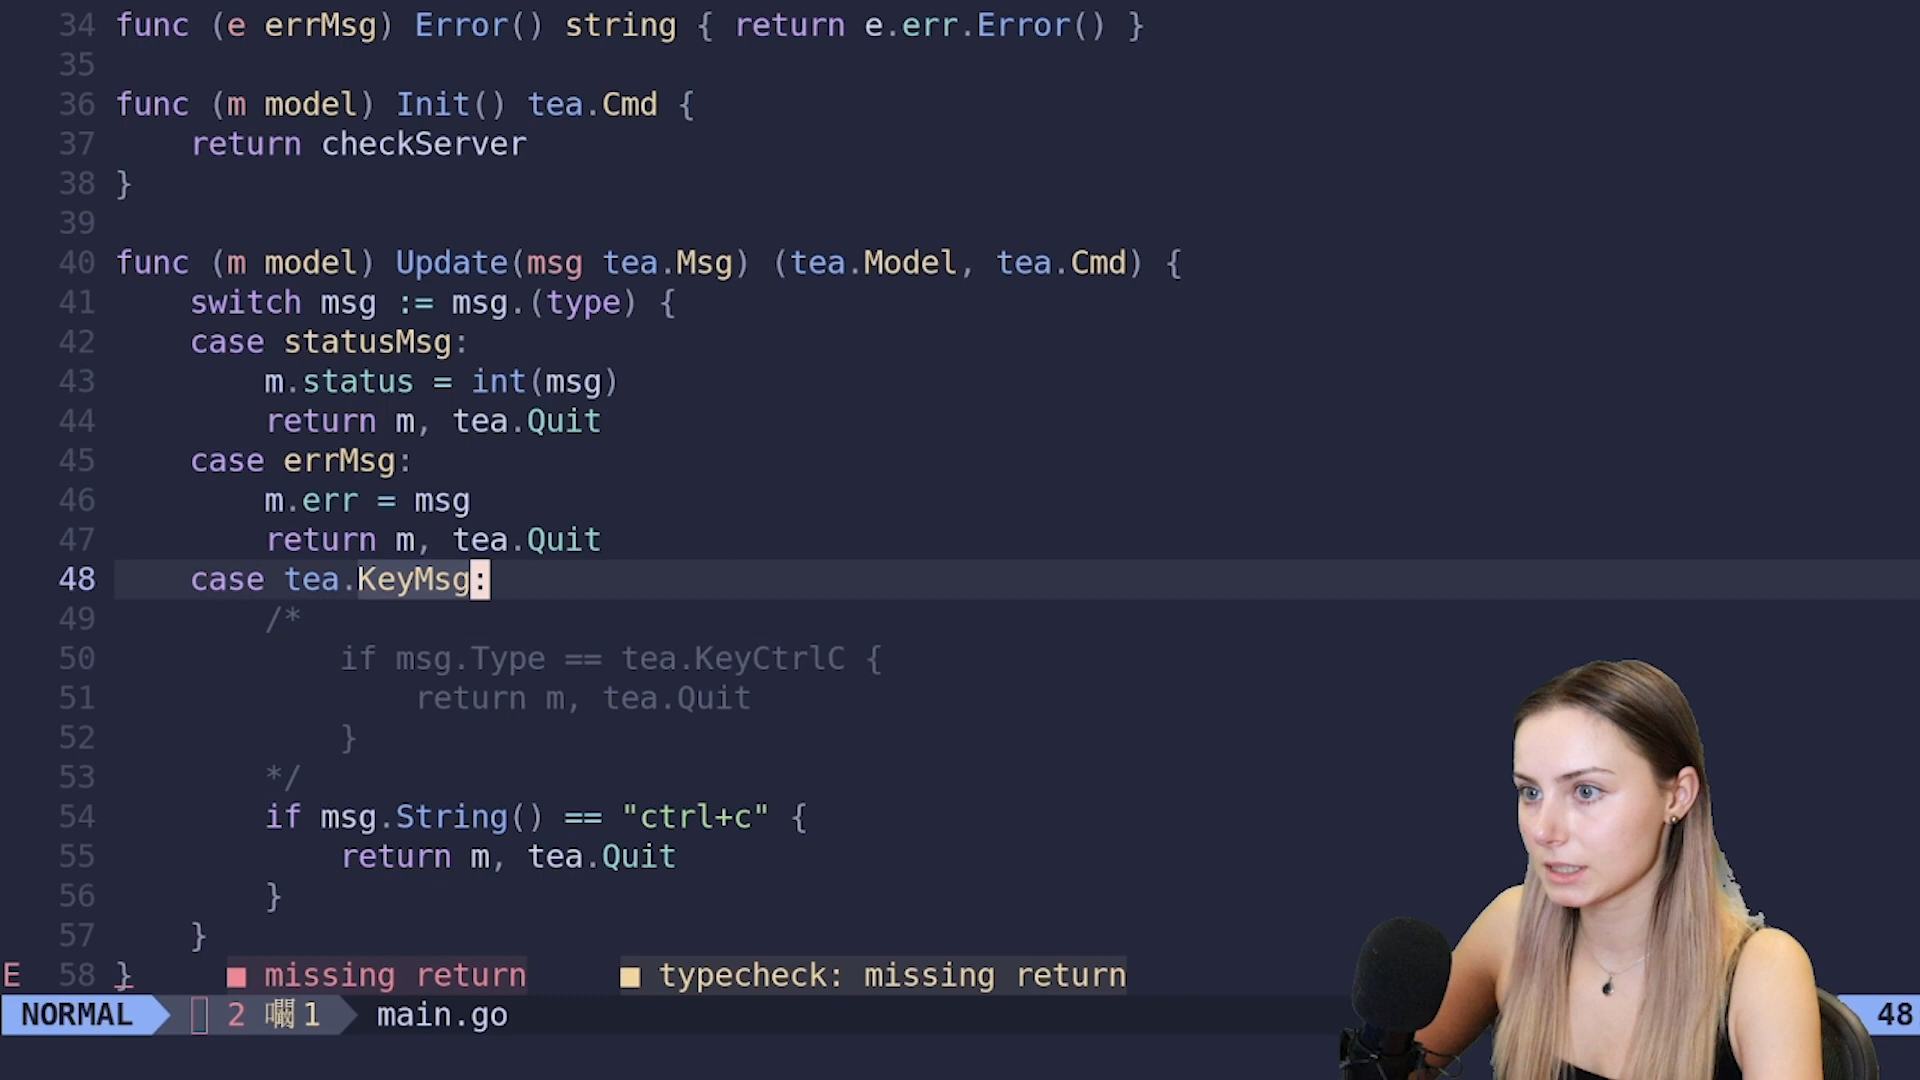 34 func (e errMsg) Error() string { return e.err.Error() }
35
36 func (m model) Init() tea.Cmd {
37     return checkServer
38 }
39
40 func (m model) Update(msg tea.Msg) (tea.Model, tea.Cmd) {
41     switch msg := msg.(type) {
42     case statusMsg:
43         m.status = int(msg)
44         return m, tea.Quit
45     case errMsg:
46         m.err = msg
47         return m, tea.Quit
48     case tea.KeyMsg:
49         /*
50             if msg.Type == tea.KeyCtrlC {
51                 return m, tea.Quit
52             }
53         */
54         if msg.String() == "ctrl+c" {
55             return m, tea.Quit
56         }
57     }
E 58 } ■ missing return ■ typecheck: missing return
NORMAL 2 囑 1 main.go 48